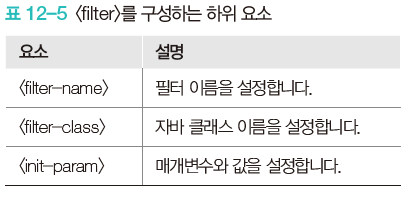 표 12-5 〈filter〉를 구성하는 하위 요소
요소 설명
〈filter-name〉 필터 이름을 설정합니다.
〈filter-class〉 자바 클래스 이름을 설정합니다.
〈init-param〉 매개변수와 값을 설정합니다.